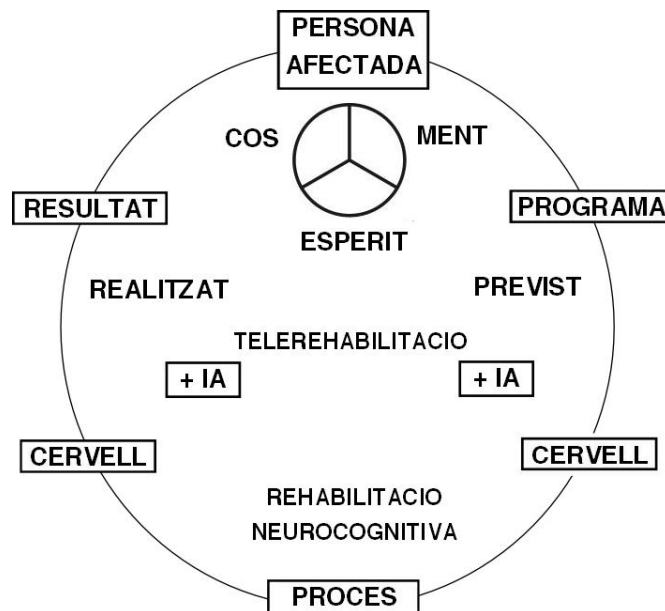 PERSONA
AFECTADA
COS
MENT
ESPERIT
RESULTAT
PROGRAMA
REALITZAT
PREVIST
TELEREHABILITACIO
+ IA
+ IA
CERVELL
CERVELL
REHABILITACIO
NEUROCOGNITIVA
PROCES